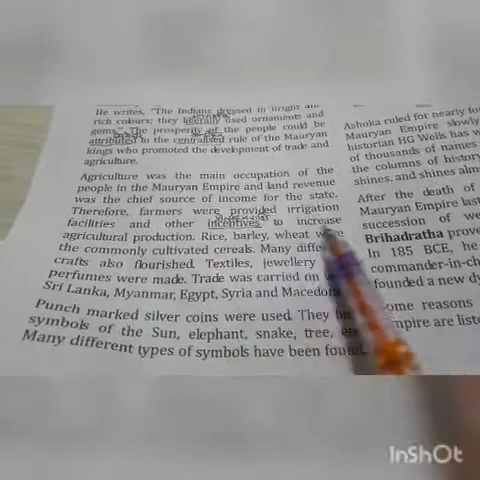 He writes, "The Indians dressed in bright and
rich colours; they liberally used ornaments and
gems". The prosperity of the people could be
attributed to the centralised rule of the Mauryan
kings who promoted the development of trade and
agriculture.
Agriculture was the main occupation of the
people in the Mauryan Empire and land revenue
was the chief source of income for the state.
Therefore, farmers were provided irrigation
facilities and other incentives to increase
agricultural production. Rice, barley, wheat were
the commonly cultivated cereals. Many
crafts also flourished. Textiles, jewellery
perfumes were made. Trade was carried on
Sri Lanka, Myanmar, Egypt, Syria and Macedon
Punch marked silver coins were used. They
symbols of the Sun, elephant, snake, tree,
Many different types of symbols have been found
Ashoka ruled for nearly
Mauryan Empire slowly
historian HG Wells has
of thousands of names
the columns of history
shines, and shines
After the death of
Mauryan Empire
succession of
Brihadratha
In 185 BCE, he
founded a new
ome reasons
mpire are
InShOt